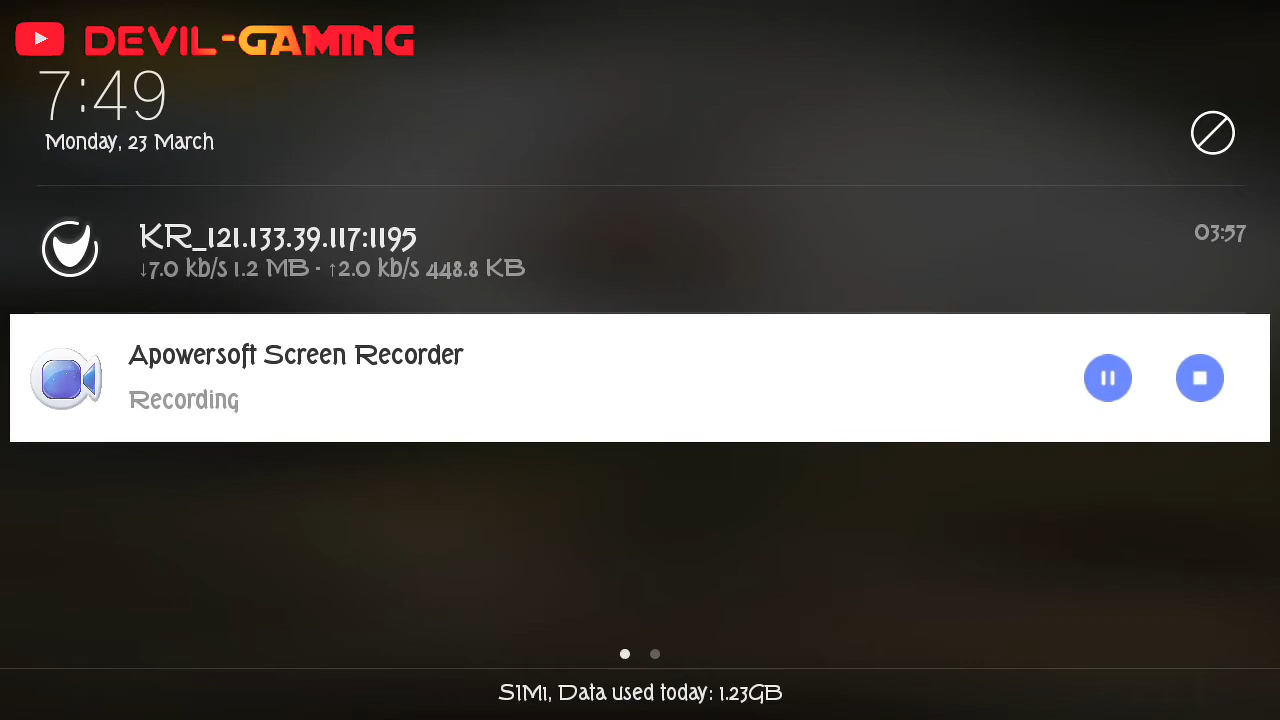 DEVIL-GAMING
7:49
Monday, 23 March
KR_121.133.39.117:1195
03:57
↓7.0 kb/s 1.2 MB - ↑2.0 kb/s 448.8 KB
Apowersoft Screen Recorder
Recording
SIM1, Data used today: 1.23GB